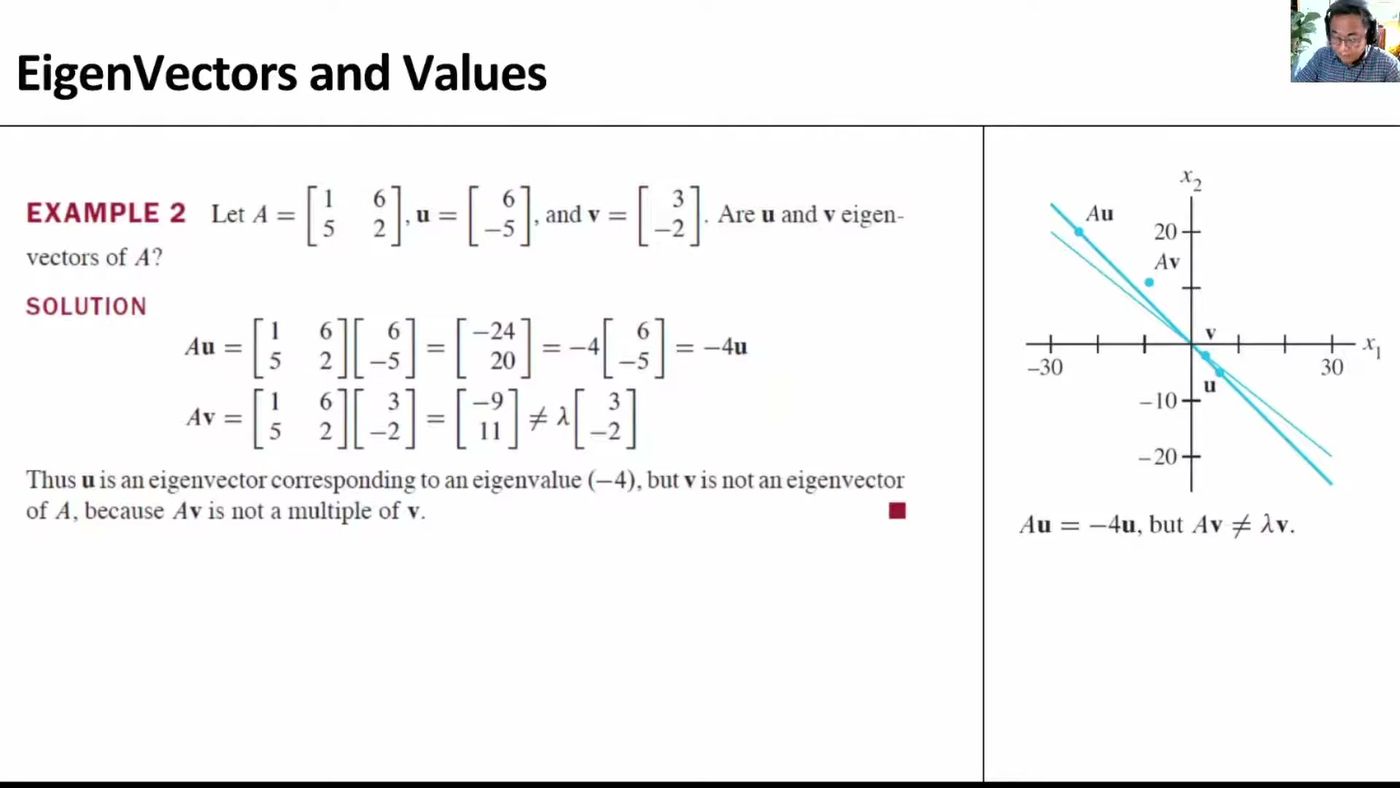 EigenVectors and Values
EXAMPLE 2 Let A = [1 6; 5 2], u = [6; −5], and v = [3; −2]. Are u and v eigen-
vectors of A?
SOLUTION
Au = [1 6; 5 2][6; −5] = [−24; 20] = −4[6; −5] = −4u
Av = [1 6; 5 2][3; −2] = [−9; 11] ≠ λ[3; −2]
Thus u is an eigenvector corresponding to an eigenvalue (−4), but v is not an eigenvector
of A, because Av is not a multiple of v.
x₂
Au
20
Av
v
x₁
−30
30
u
−10
−20
Au = −4u, but Av ≠ λv.